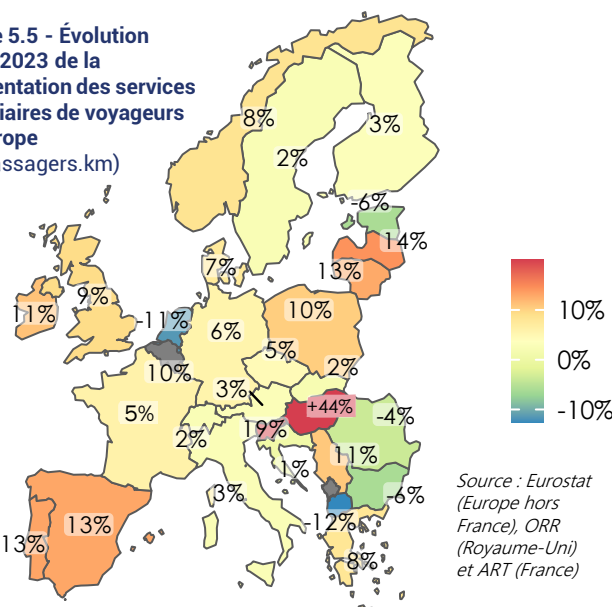 e 5.5 - Évolution
2023 de la
entation des services
iaires de voyageurs
rope
ssagers.km)
8%
3%
2%
-6%
14%
13%
7%
9%
11%
-11%
10%
6%
5%
10%
2%
3%
+44%
5%
2%
19%
-4%
1%
11%
-6%
3%
-12%
13%
13%
8%
10%
0%
-10%
Source : Eurostat
(Europe hors
France), ORR
(Royaume-Uni)
et ART (France)